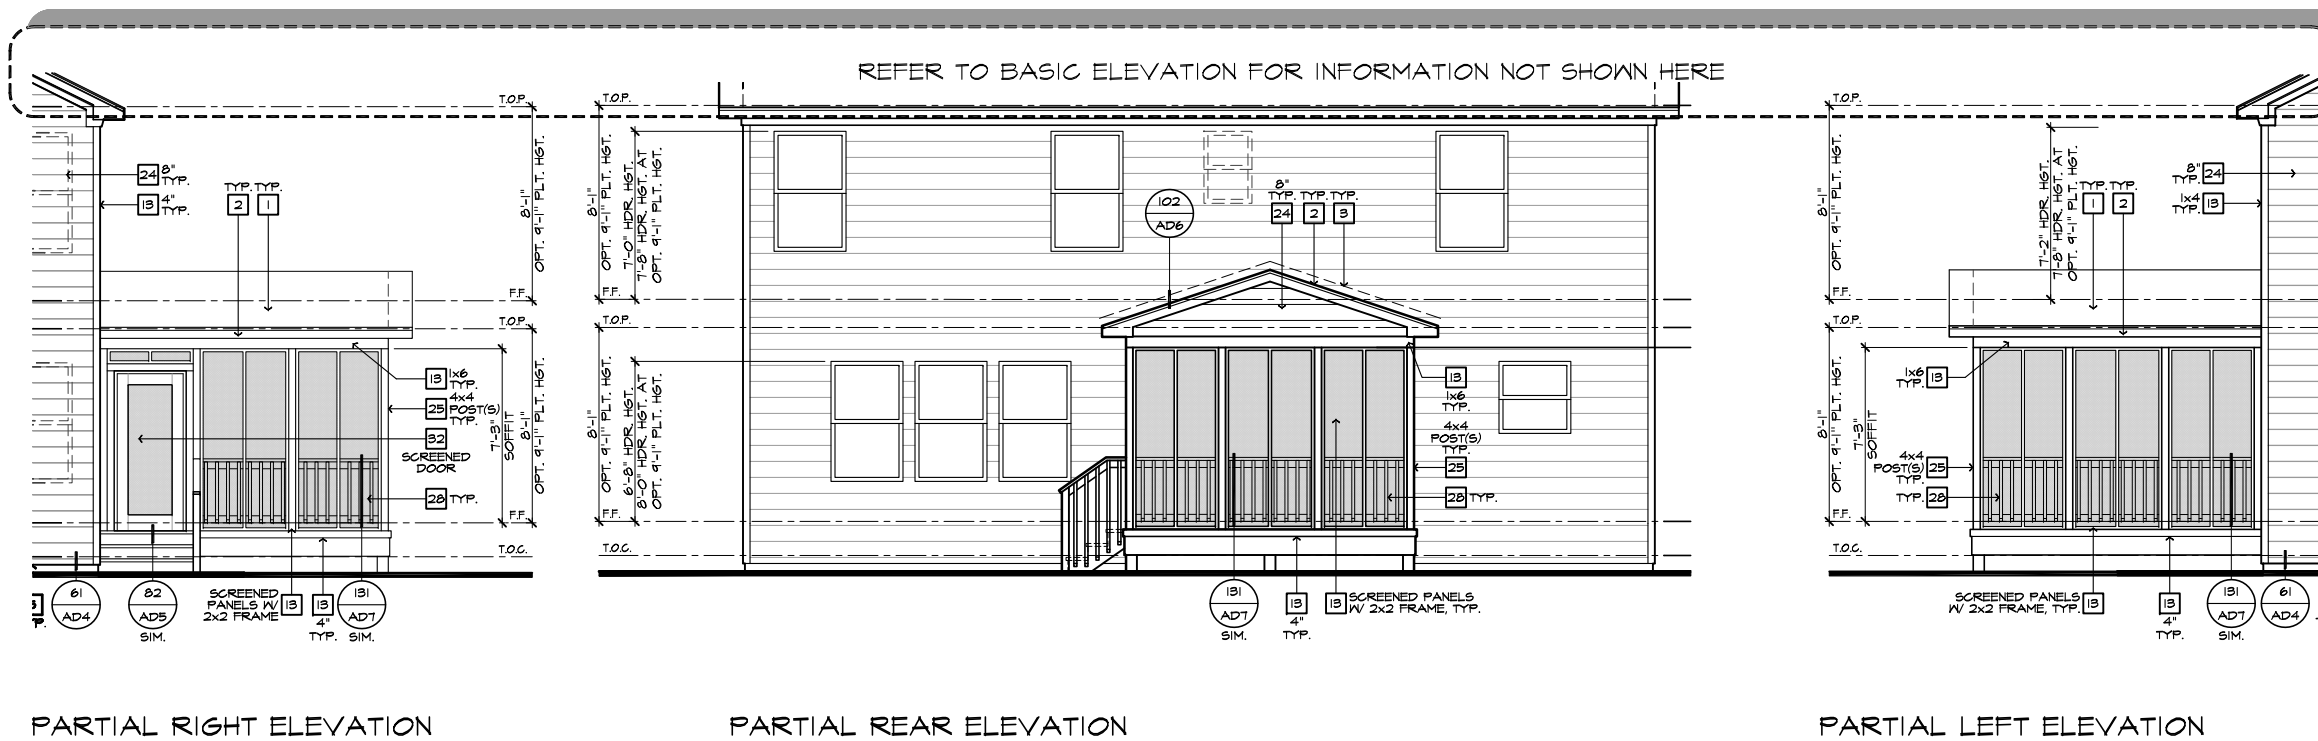 REFER TO BASIC ELEVATION FOR INFORMATION NOT SHOWN HERE
T.O.P.
8'-1"
OPT. 9'-1" PLT. HGT.
24
8"
TYP.
13
4"
TYP.
TYP. TYP.
2
1
F.F.
T.O.P.
13
1x6
TYP.
25
4x4
POST(S)
TYP.
32
SCREENED
DOOR
28
TYP.
7'-3"
SOFFIT
8'-1"
OPT. 9'-1" PLT. HGT.
F.F.
T.O.C.
61
AD4
82
AD5
SIM.
SCREENED
PANELS W/
2x2 FRAME
13
13
4"
TYP.
131
AD7
SIM.
PARTIAL RIGHT ELEVATION
T.O.P.
8'-1"
OPT. 9'-1" PLT. HGT.
7'-0" HDR. HGT.
7'-8" HDR. HGT. AT
OPT. 9'-1" PLT. HGT.
F.F.
T.O.P.
8'-1"
OPT. 9'-1" PLT. HGT.
6'-8" HDR. HGT.
8'-0" HDR. HGT. AT
OPT. 9'-1" PLT. HGT.
F.F.
T.O.C.
102
AD6
8"
TYP. TYP. TYP.
24
2
3
13
1x6
TYP.
4x4
POST(S)
TYP.
25
28
TYP.
131
AD7
SIM.
13
4"
TYP.
13
SCREENED PANELS
W/ 2x2 FRAME, TYP.
PARTIAL REAR ELEVATION
T.O.P.
8'-1"
OPT. 9'-1" PLT. HGT.
7'-2" HDR. HGT.
7'-8" HDR. HGT. AT
OPT. 9'-1" PLT. HGT.
TYP. TYP.
1
2
8"
TYP.
24
1x4
TYP.
13
F.F.
T.O.P.
8'-1"
OPT. 9'-1" PLT. HGT.
7'-3"
SOFFIT
1x6
TYP.
13
4x4
POST(S)
TYP.
25
TYP.
28
F.F.
T.O.C.
SCREENED PANELS
W/ 2x2 FRAME, TYP.
13
13
4"
TYP.
131
AD7
SIM.
61
AD4
PARTIAL LEFT ELEVATION